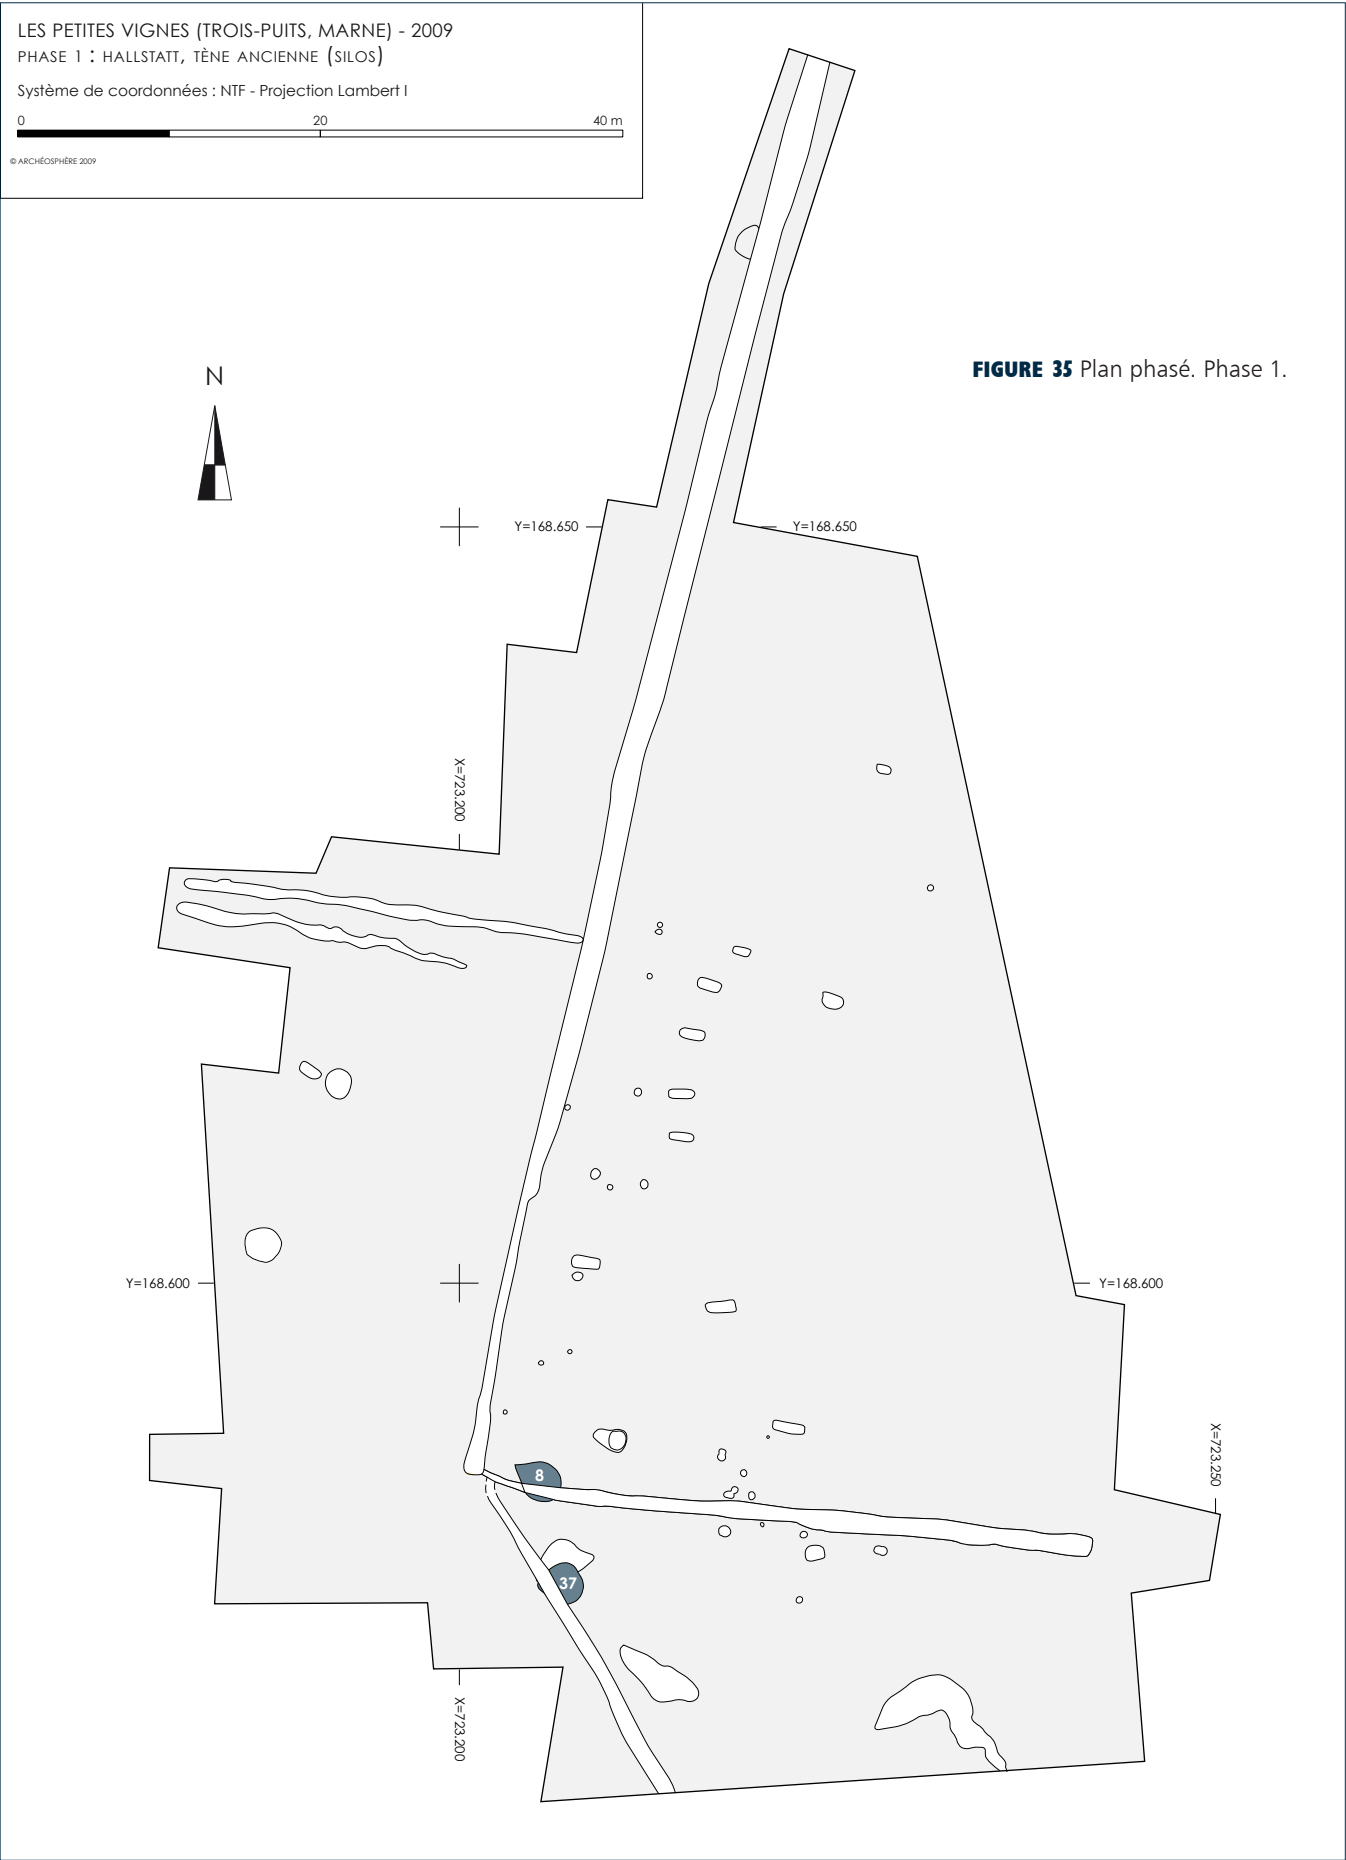 LES PETITES VIGNES (TROIS-PUITS, MARNE) - 2009
PHASE 1 : HALLSTATT, TÈNE ANCIENNE (SILOS)
Système de coordonnées : NTF - Projection Lambert I
0 20 40 m
© ARCHÉOSPHÈRE 2009
FIGURE 35 Plan phasé. Phase 1.
N
Y=168.650
Y=168.650
X=723.200
Y=168.600
Y=168.600
X=723.250
8
37
X=723.200